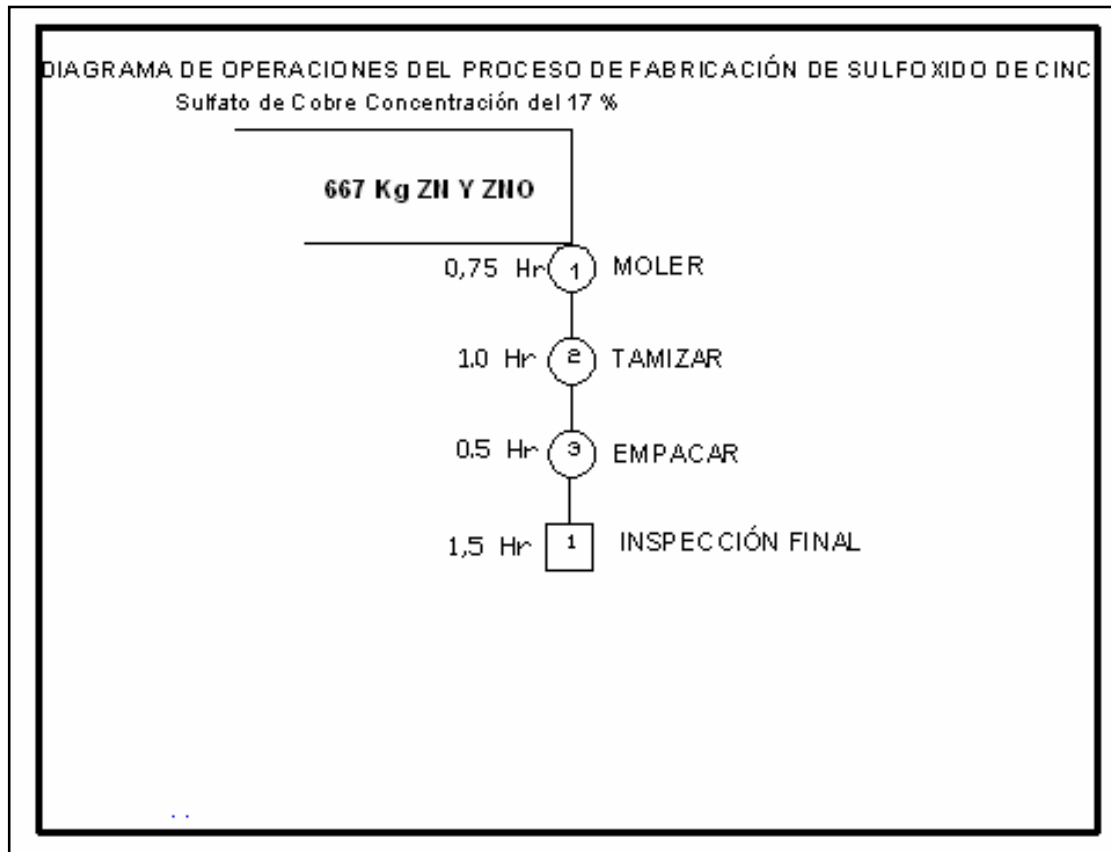 DIAGRAMA DE OPERACIONES DEL PROCESO DE FABRICACIÓN DE SULFOXIDO DE CINC
Sulfato de Cobre Concentración del 17 %
667 Kg ZN Y ZNO
0,75 Hr 1 MOLER
1.0 Hr 2 TAMIZAR
0.5 Hr 3 EMPACAR
1,5 Hr 1 INSPECCIÓN FINAL